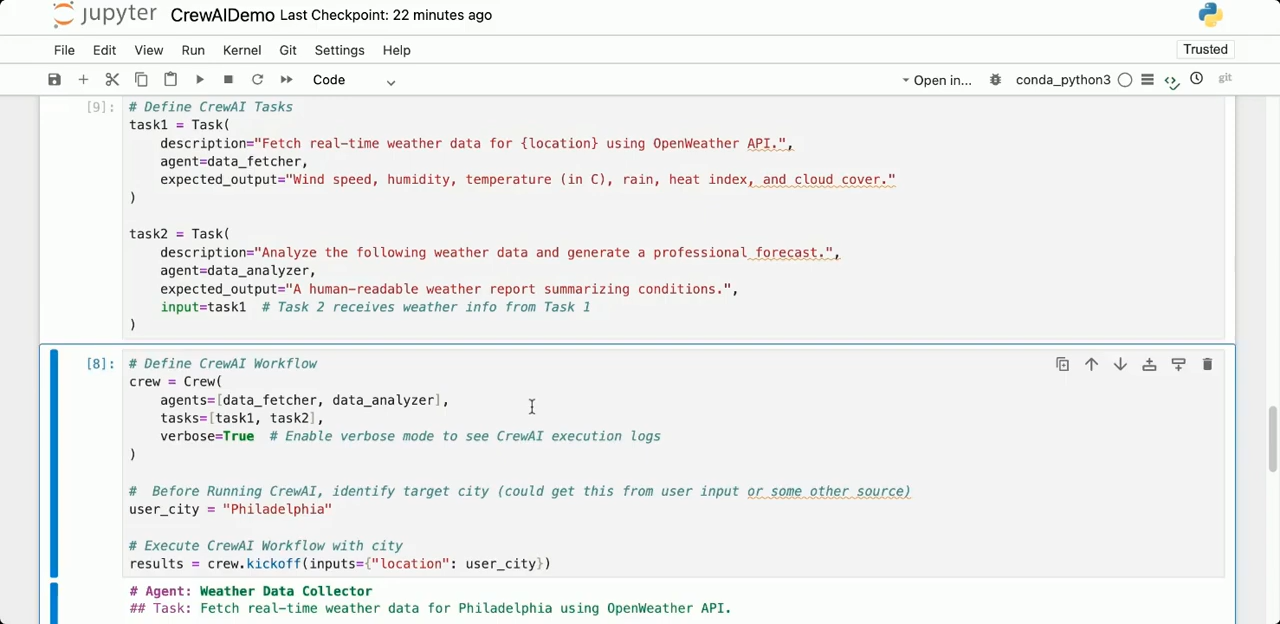 jupyter CrewAIDemo Last Checkpoint: 22 minutes ago
File Edit View Run Kernel Git Settings Help Trusted
Code Open in... conda_python3 git
[9]: # Define CrewAI Tasks
task1 = Task(
    description="Fetch real-time weather data for {location} using OpenWeather API.",
    agent=data_fetcher,
    expected_output="Wind speed, humidity, temperature (in C), rain, heat index, and cloud cover."
)
task2 = Task(
    description="Analyze the following weather data and generate a professional forecast.",
    agent=data_analyzer,
    expected_output="A human-readable weather report summarizing conditions.",
    input=task1  # Task 2 receives weather info from Task 1
)
[8]: # Define CrewAI Workflow
crew = Crew(
    agents=[data_fetcher, data_analyzer],
    tasks=[task1, task2],
    verbose=True  # Enable verbose mode to see CrewAI execution logs
)
#  Before Running CrewAI, identify target city (could get this from user input or some other source)
user_city = "Philadelphia"
# Execute CrewAI Workflow with city
results = crew.kickoff(inputs={"location": user_city})
# Agent: Weather Data Collector
## Task: Fetch real-time weather data for Philadelphia using OpenWeather API.